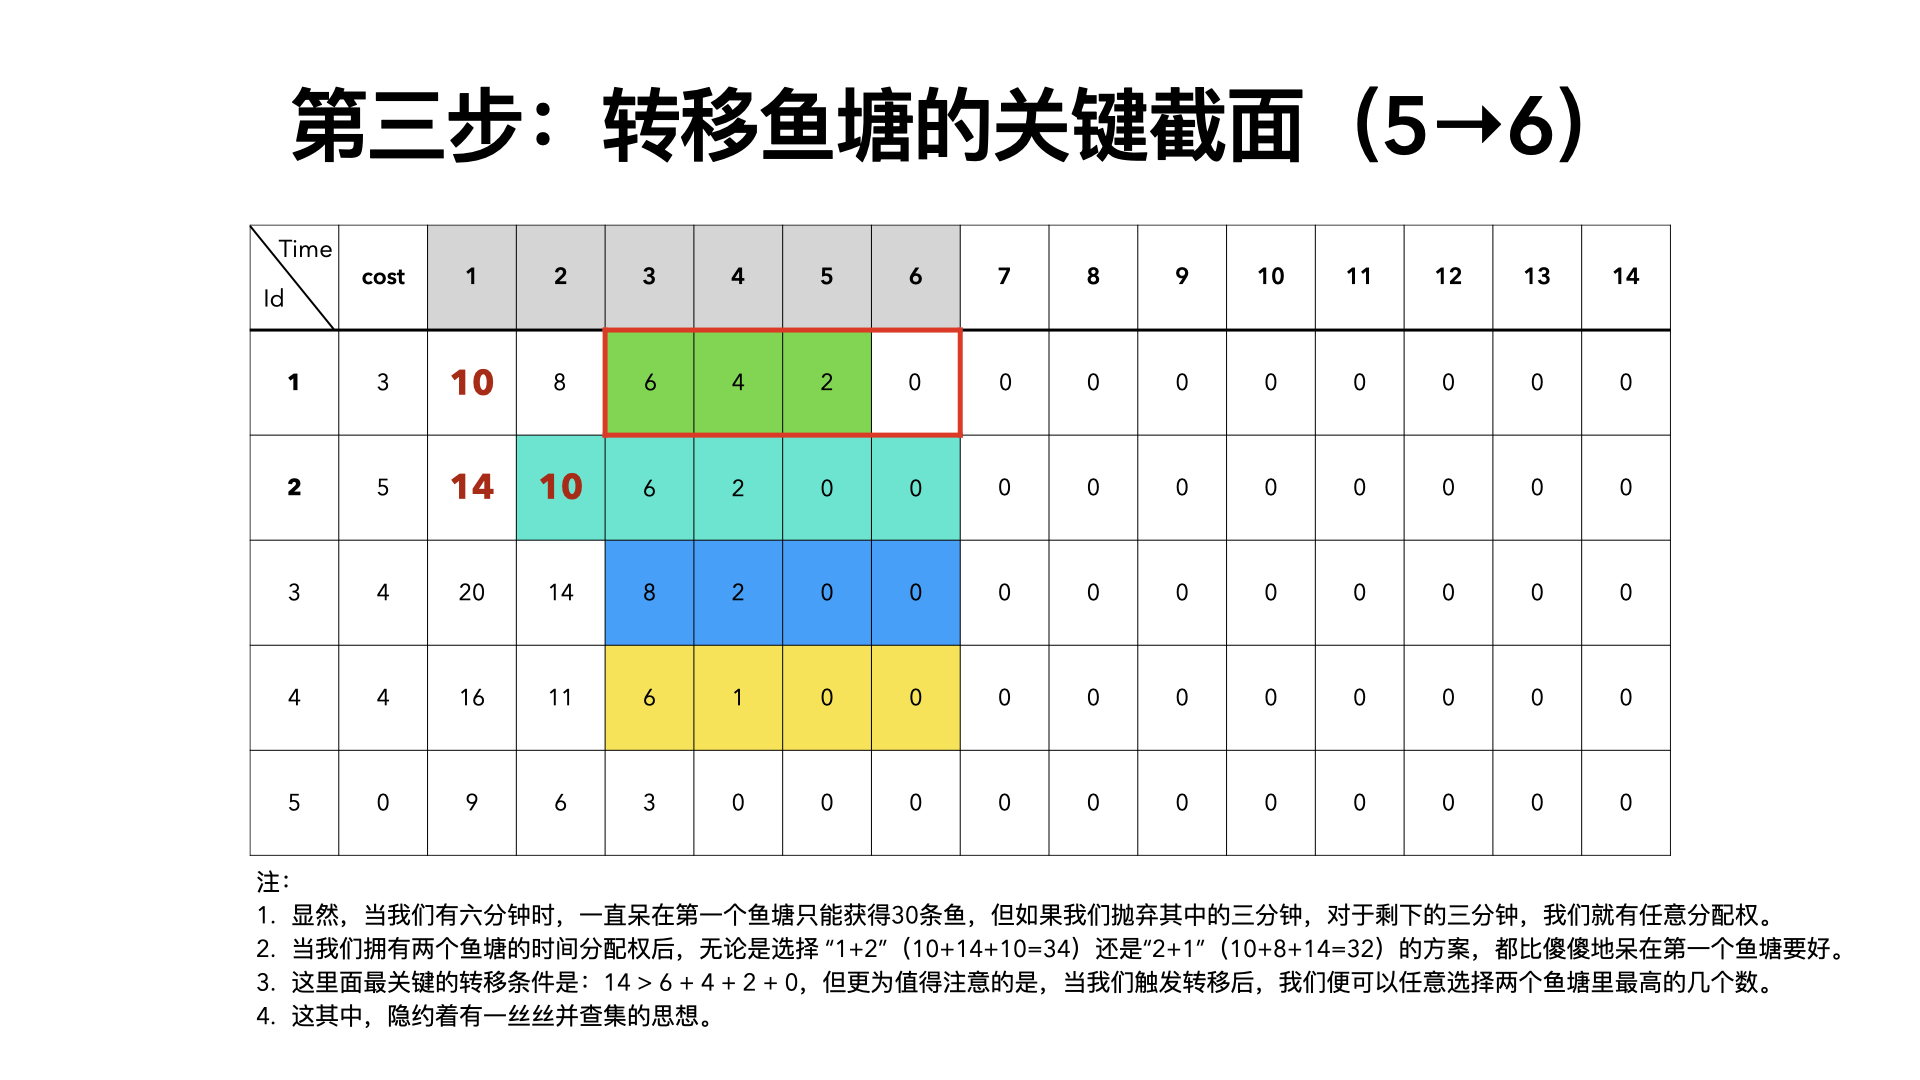 第三步：转移鱼塘的关键截面（5→6）
Time
Id cost 1 2 3 4 5 6 7 8 9 10 11 12 13 14
1 3 10 8 6 4 2 0 0 0 0 0 0 0 0 0
2 5 14 10 6 2 0 0 0 0 0 0 0 0 0 0
3 4 20 14 8 2 0 0 0 0 0 0 0 0 0 0
4 4 16 11 6 1 0 0 0 0 0 0 0 0 0 0
5 0 9 6 3 0 0 0 0 0 0 0 0 0 0 0
注：
1. 显然，当我们有六分钟时，一直呆在第一个鱼塘只能获得30条鱼，但如果我们抛弃其中的三分钟，对于剩下的三分钟，我们就有任意分配权。
2. 当我们拥有两个鱼塘的时间分配权后，无论是选择 “1+2”（10+14+10=34）还是“2+1”（10+8+14=32）的方案，都比傻傻地呆在第一个鱼塘要好。
3. 这里面最关键的转移条件是：14 > 6 + 4 + 2 + 0，但更为值得注意的是，当我们触发转移后，我们便可以任意选择两个鱼塘里最高的几个数。
4. 这其中，隐约着有一丝丝并查集的思想。